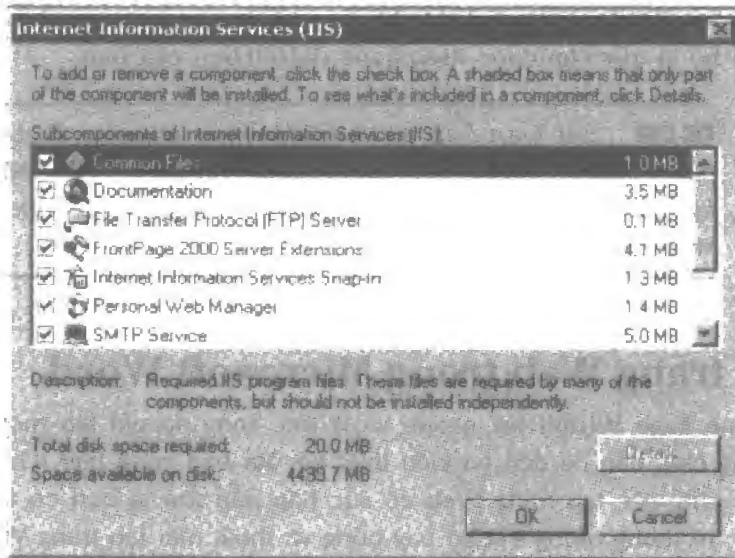 Internet Information Services (IIS)
To add or remove a component, click the check box. A shaded box means that only part
of the component will be installed. To see what's included in a component, click Details.
Subcomponents of Internet Information Services (IIS):
Common Files 1.0 MB
Documentation 3.5 MB
File Transfer Protocol (FTP) Server 0.1 MB
FrontPage 2000 Server Extensions 4.1 MB
Internet Information Services Snap-in 1.3 MB
Personal Web Manager 1.4 MB
SMTP Service 5.0 MB
Description: Required IIS program files. These files are required by many of the
components, but should not be installed independently.
Total disk space required: 20.0 MB
Space available on disk: 4439.7 MB
Details...
OK Cancel